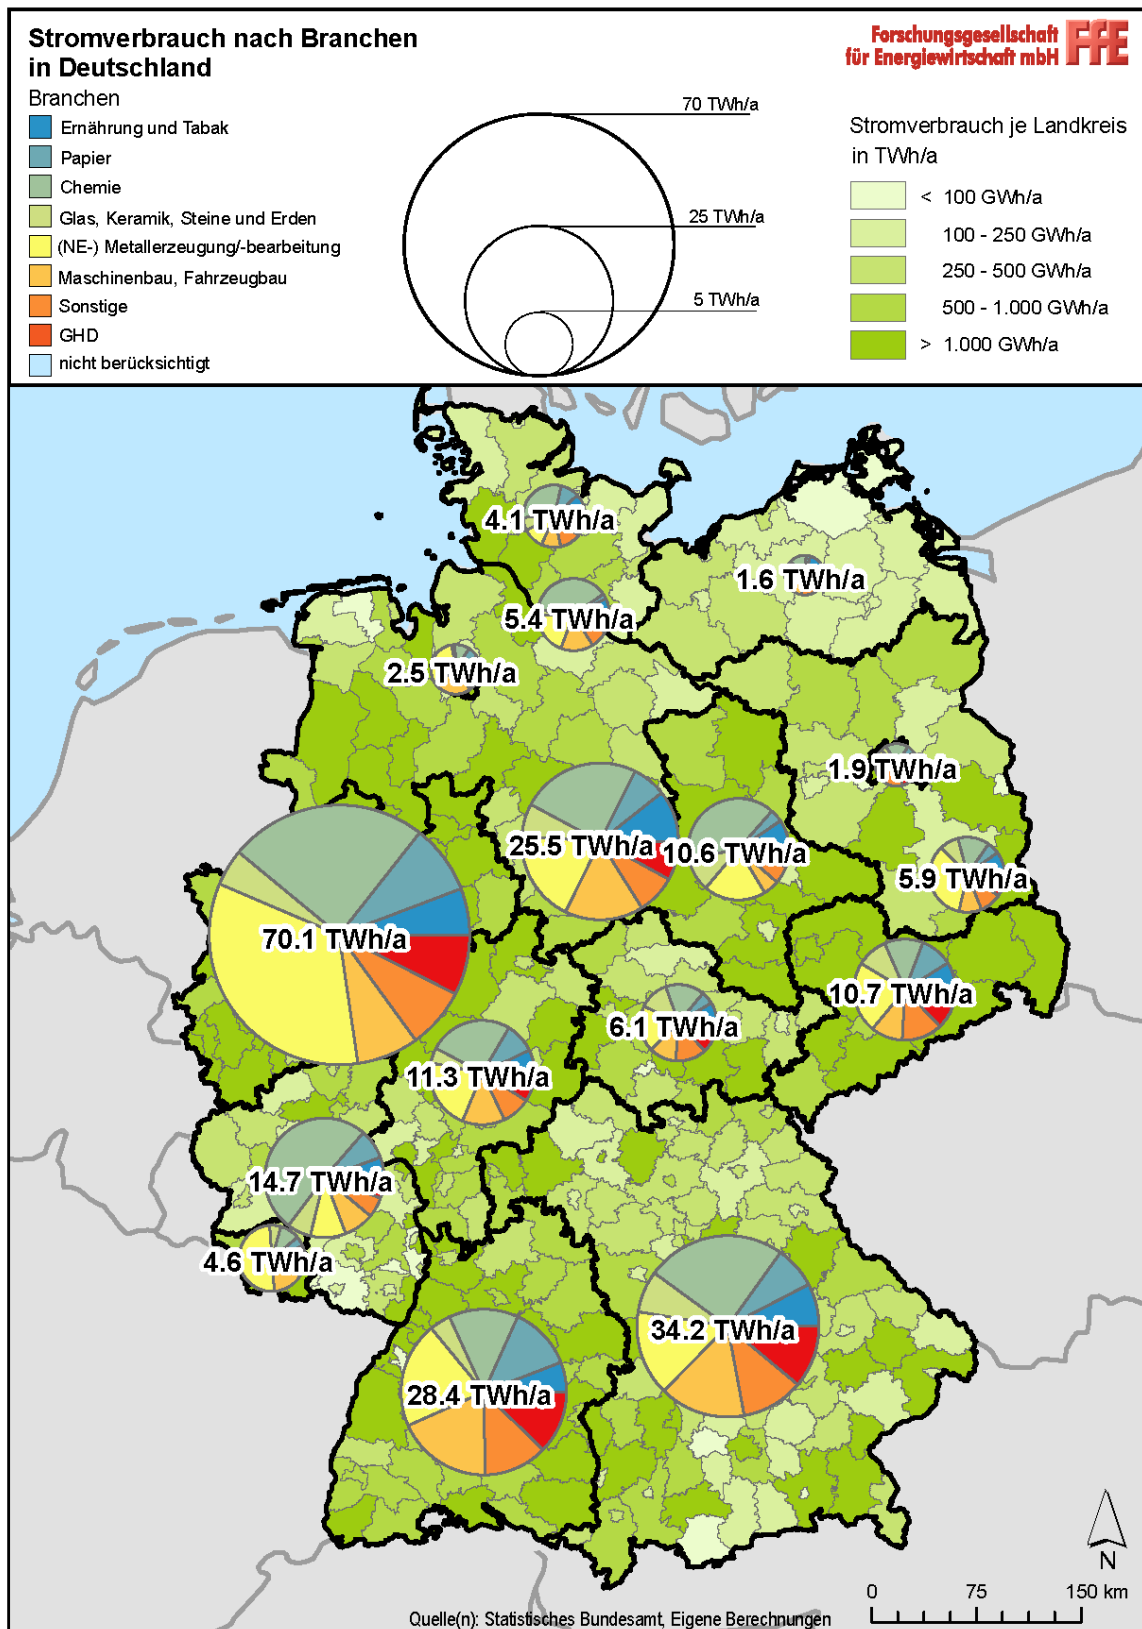 Stromverbrauch nach Branchen
in Deutschland
Branchen
Ernährung und Tabak
Papier
Chemie
Glas, Keramik, Steine und Erden
(NE-) Metallerzeugung/-bearbeitung
Maschinenbau, Fahrzeugbau
Sonstige
GHD
nicht berücksichtigt
70 TWh/a
25 TWh/a
5 TWh/a
Forschungsgesellschaft
für Energiewirtschaft mbH
FfE
Stromverbrauch je Landkreis
in TWh/a
< 100 GWh/a
100 - 250 GWh/a
250 - 500 GWh/a
500 - 1.000 GWh/a
> 1.000 GWh/a
4.1 TWh/a
1.6 TWh/a
5.4 TWh/a
2.5 TWh/a
1.9 TWh/a
25.5 TWh/a
10.6 TWh/a
5.9 TWh/a
70.1 TWh/a
10.7 TWh/a
6.1 TWh/a
11.3 TWh/a
14.7 TWh/a
4.6 TWh/a
34.2 TWh/a
28.4 TWh/a
N
0 75 150 km
Quelle(n): Statistisches Bundesamt, Eigene Berechnungen